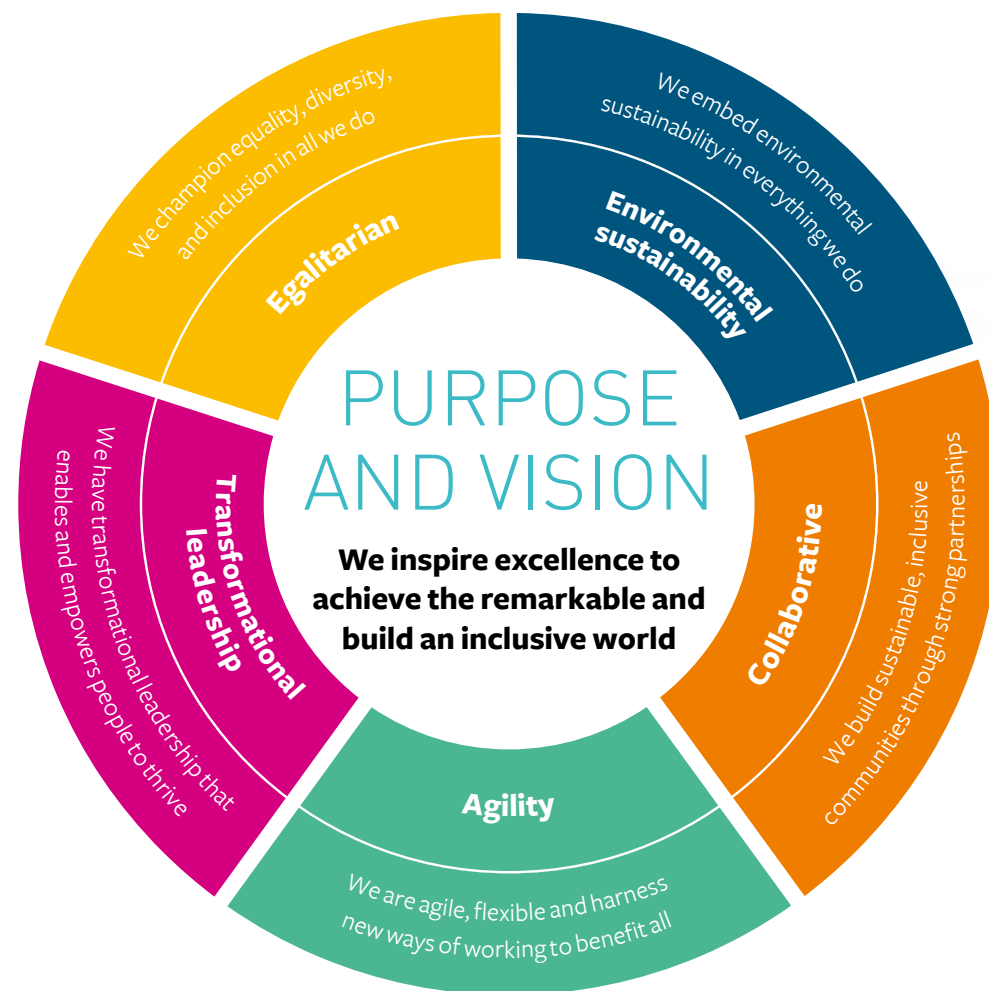 PURPOSE
AND VISION
We inspire excellence to
achieve the remarkable and
build an inclusive world
Environmental
sustainability
We embed environmental
sustainability in everything we do
Collaborative
We build sustainable, inclusive
communities through strong partnerships
Agility
We are agile, flexible and harness
new ways of working to benefit all
Transformational
leadership
We have transformational leadership that
enables and empowers people to thrive
Egalitarian
We champion equality, diversity,
and inclusion in all we do